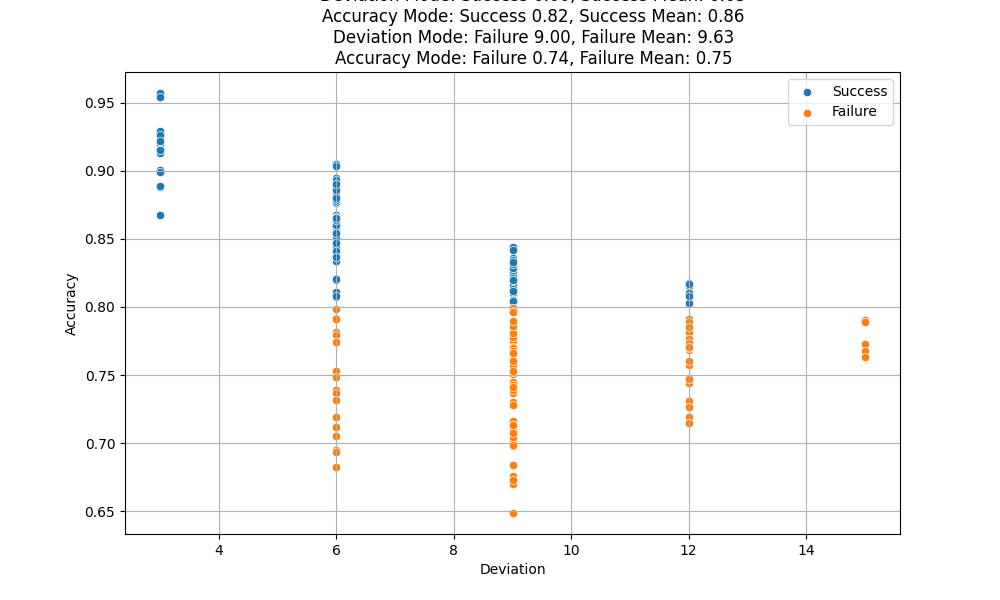 Accuracy Mode: Success 0.82, Success Mean: 0.86
Deviation Mode: Failure 9.00, Failure Mean: 9.63
Accuracy Mode: Failure 0.74, Failure Mean: 0.75
Success
Failure
0.95
0.90
0.85
0.80
0.75
0.70
0.65
Accuracy
4
6
8
10
12
14
Deviation